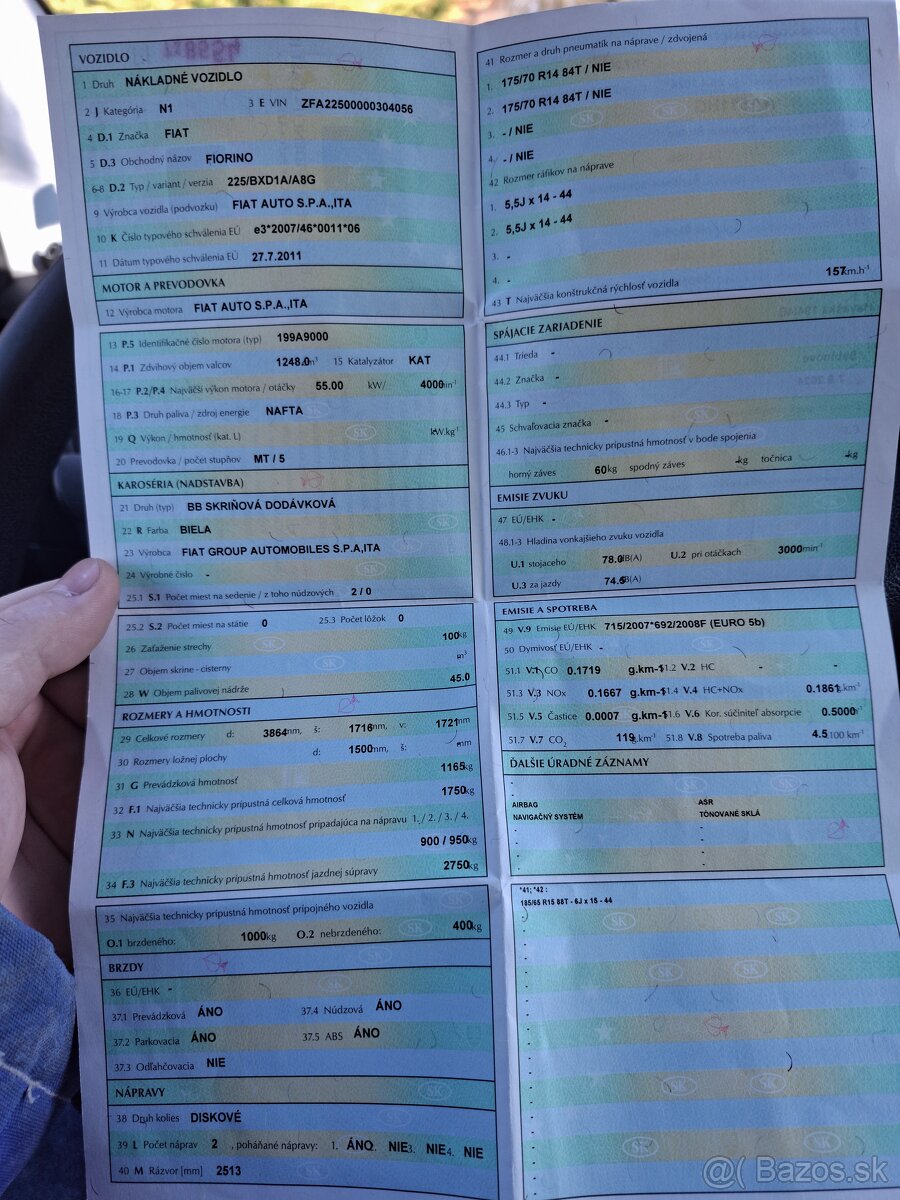 VOZIDLO
1 Druh NÁKLADNÉ VOZIDLO
2 J Kategória N1 3 E VIN ZFA22500000304056
4 D.1 Značka FIAT
5 D.3 Obchodný názov FIORINO
6-8 D.2 Typ / variant / verzia 225/BXD1A/A8G
9 Výrobca vozidla (podvozku) FIAT AUTO S.P.A.,ITA
10 K Číslo typového schválenia EÚ e3*2007/46*0011*06
11 Dátum typového schválenia EÚ 27.7.2011
MOTOR A PREVODOVKA
12 Výrobca motora FIAT AUTO S.P.A.,ITA
13 P.5 Identifikačné číslo motora (typ) 199A9000
14 P.1 Zdvihový objem valcov 1248.0 15 Katalyzátor KAT
16-17 P.2/P.4 Najväčší výkon motora / otáčky 55.00 kW/ 4000
18 P.3 Druh paliva / zdroj energie NAFTA
19 Q Výkon / hmotnosť (kat. L) kW.kg⁻¹
20 Prevodovka / počet stupňov MT / 5
KAROSÉRIA (NADSTAVBA)
21 Druh (typ) BB SKRIŇOVÁ DODÁVKOVÁ
22 R Farba BIELA
23 Výrobca FIAT GROUP AUTOMOBILES S.P.A,ITA
24 Výrobné číslo -
25.1 S.1 Počet miest na sedenie / z toho núdzových 2 / 0
25.2 S.2 Počet miest na státie 0 25.3 Počet lôžok 0
26 Zaťaženie strechy 100kg
27 Objem skrine - cisterny m³
28 W Objem palivovej nádrže 45.0
ROZMERY A HMOTNOSTI
29 Celkové rozmery d: 3864mm, š: 1716mm, v: 1721mm
30 Rozmery ložnej plochy d: 1500mm, š: mm
31 G Prevádzková hmotnosť 1165kg
32 F.1 Najväčšia technicky prípustná celková hmotnosť 1750kg
33 N Najväčšia technicky prípustná hmotnosť pripadajúca na nápravu 1. / 2. / 3. / 4.
900 / 950kg
34 F.3 Najväčšia technicky prípustná hmotnosť jazdnej súpravy 2750kg
35 Najväčšia technicky prípustná hmotnosť prípojného vozidla
O.1 brzdeného: 1000kg O.2 nebrzdeného: 400kg
BRZDY
36 EÚ/EHK -
37.1 Prevádzková ÁNO 37.4 Núdzová ÁNO
37.2 Parkovacia ÁNO 37.5 ABS ÁNO
37.3 Odľahčovacia NIE
NÁPRAVY
38 Druh kolies DISKOVÉ
39 L Počet náprav 2 , poháňané nápravy: 1. ÁNO 2. NIE 3. NIE 4. NIE
40 M Rázvor [mm] 2513
41 Rozmer a druh pneumatík na náprave / zdvojená
1. 175/70 R14 84T / NIE
2. 175/70 R14 84T / NIE
3. - / NIE
4. - / NIE
42 Rozmer ráfikov na náprave
1. 5,5J x 14 - 44
2. 5,5J x 14 - 44
3. -
4. -
43 T Najväčšia konštrukčná rýchlosť vozidla 157km.h⁻¹
SPÁJACIE ZARIADENIE
44.1 Trieda -
44.2 Značka -
44.3 Typ -
45 Schvaľovacia značka -
46.1-3 Najväčšia technicky prípustná hmotnosť v bode spojenia
horný záves 60kg spodný záves -kg točnica -kg
EMISIE ZVUKU
47 EÚ/EHK -
48.1-3 Hladina vonkajšieho zvuku vozidla
U.1 stojaceho 78.0dB(A) U.2 pri otáčkach 3000min⁻¹
U.3 za jazdy 74.6dB(A)
EMISIE A SPOTREBA
49 V.9 Emisie EÚ/EHK 715/2007*692/2008F (EURO 5b)
50 Dymivosť EÚ/EHK -
51.1 V.1 CO 0.1719 g.km-51.2 V.2 HC - -
51.3 V.3 NOx 0.1667 g.km-51.4 V.4 HC+NOx 0.1861g.km⁻¹
51.5 V.5 Častice 0.0007 g.km-51.6 V.6 Kor. súčiniteľ absorpcie 0.5000
51.7 V.7 CO₂ 119g.km⁻¹ 51.8 V.8 Spotreba paliva 4.5l/100 km⁻¹
ĎALŠIE ÚRADNÉ ZÁZNAMY
AIRBAG ASR
NAVIGAČNÝ SYSTÉM TÓNOVANÉ SKLÁ
*41; *42 :
185/65 R15 88T - 6J x 15 - 44
@( Bazos.sk